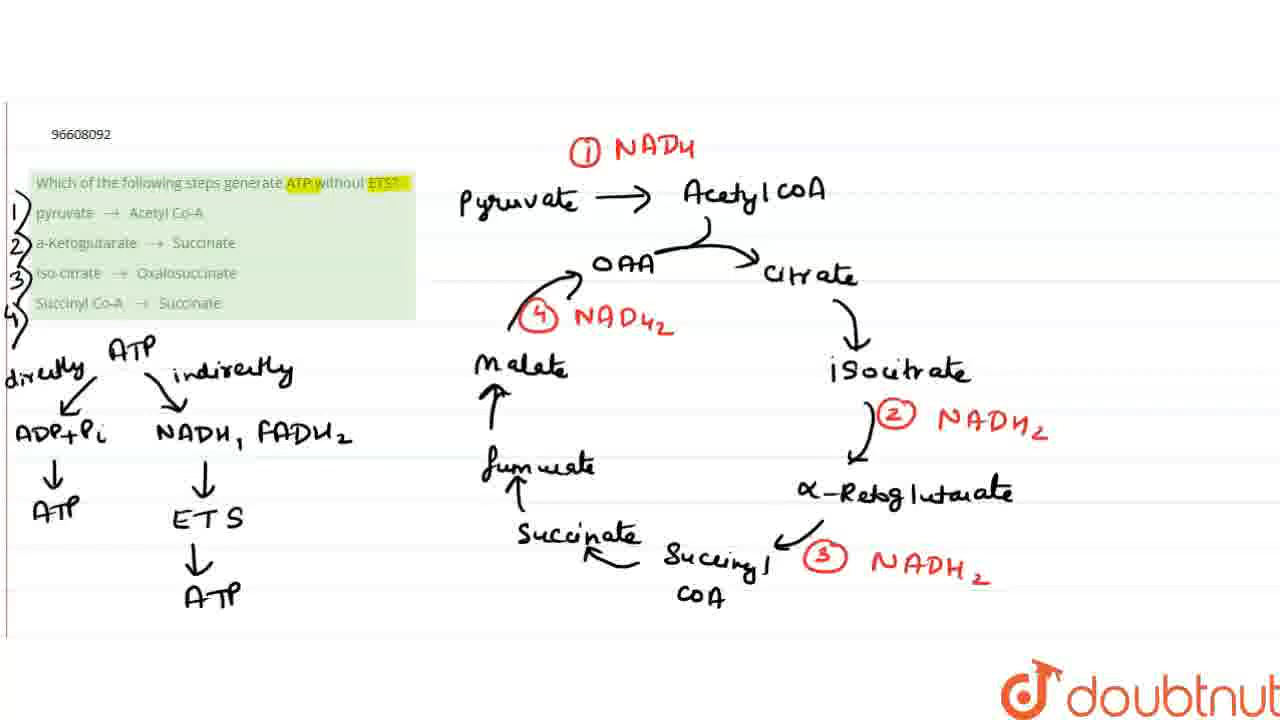 96608092
Which of the following steps generate ATP without ETS?
1) pyruvate → Acetyl Co-A
2) a-Ketoglutarate → Succinate
3) Iso-citrate → Oxalosuccinate
4) Succinyl Co-A → Succinate
ATP
directly indirectly
ADP+Pi NADH, FADH2
ATP ETS
ATP
① NADH
Pyruvate → Acetyl COA
OAA Citrate
④ NADH2
Malate isocitrate
② NADH2
fumurate
α-Ketoglutarate
Succinate Succinyl COA
③ NADH2
doubtnut